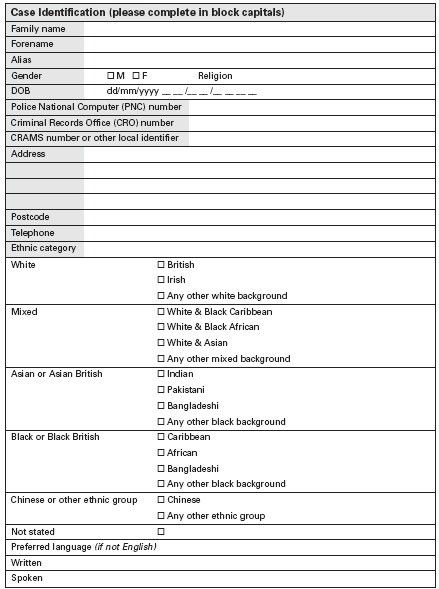 Case Identification (please complete in block capitals)
Family name
Forename
Alias
Gender ☐ M ☐ F Religion
DOB dd/mm/yyyy __ __ /__ __ /__ __ __ __
Police National Computer (PNC) number
Criminal Records Office (CRO) number
CRAMS number or other local identifier
Address
Postcode
Telephone
Ethnic category
White ☐ British
☐ Irish
☐ Any other white background
Mixed ☐ White & Black Caribbean
☐ White & Black African
☐ White & Asian
☐ Any other mixed background
Asian or Asian British ☐ Indian
☐ Pakistani
☐ Bangladeshi
☐ Any other black background
Black or Black British ☐ Caribbean
☐ African
☐ Bangladeshi
☐ Any other black background
Chinese or other ethnic group ☐ Chinese
☐ Any other ethnic group
Not stated ☐
Preferred language (if not English)
Written
Spoken